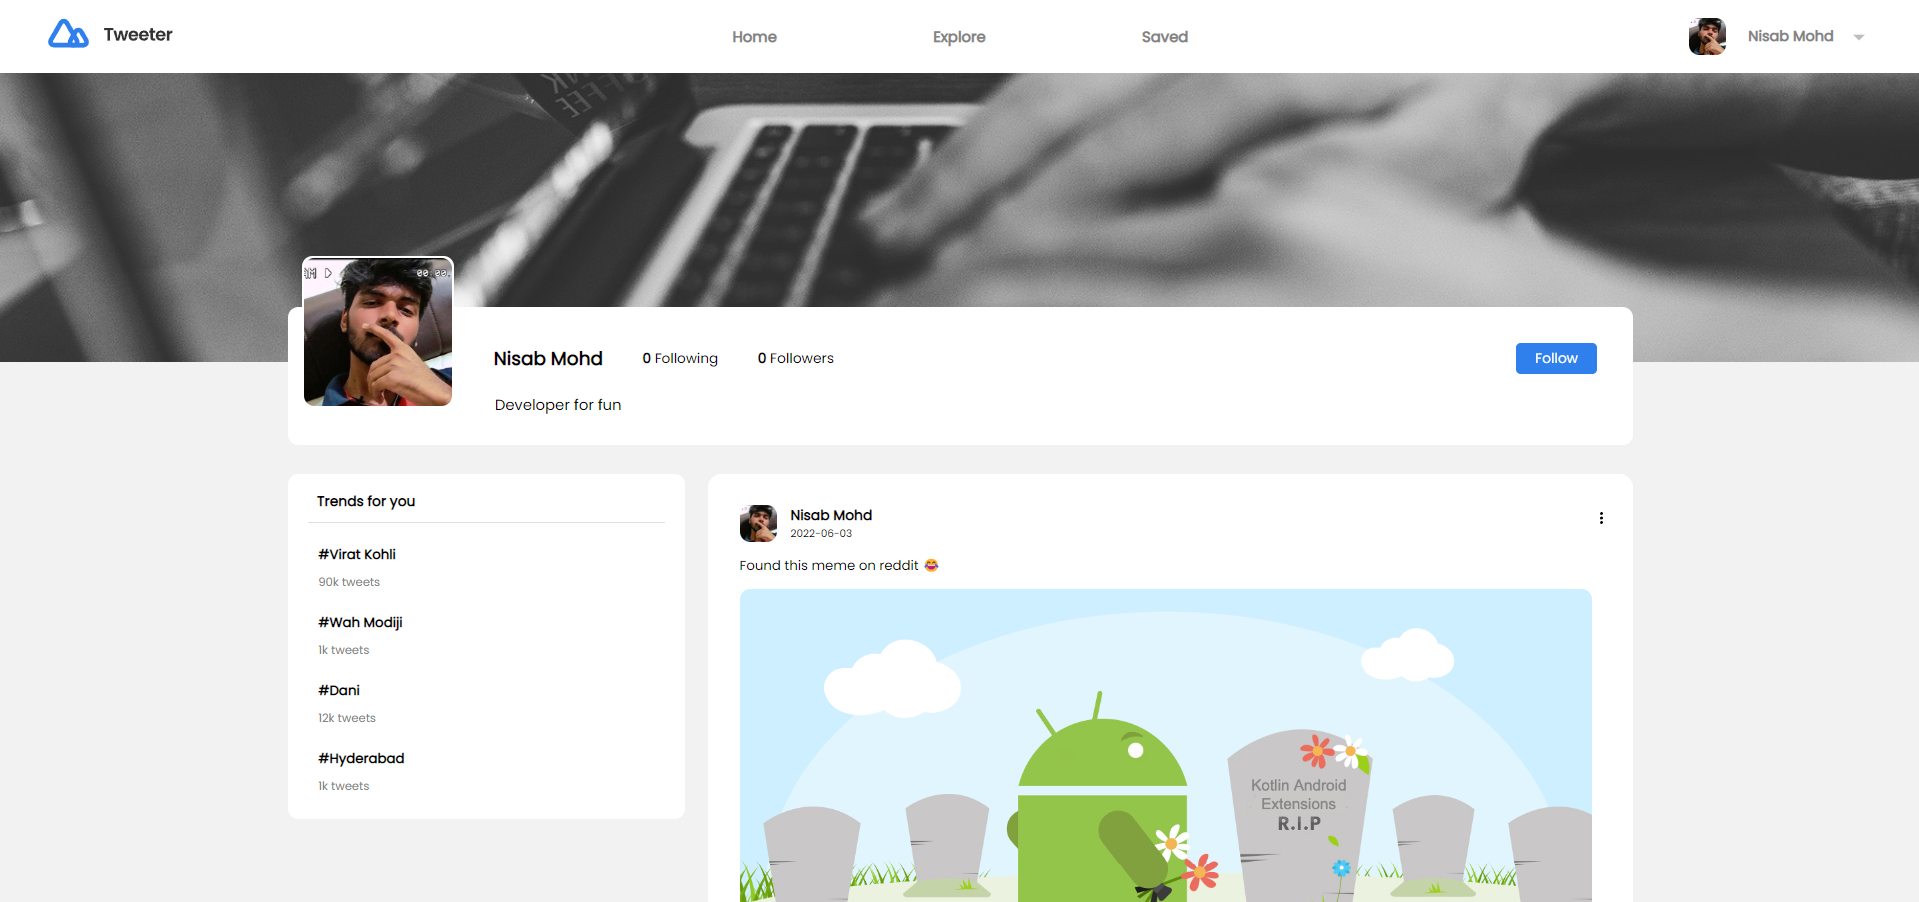 Tweeter
Home
Explore
Saved
Nisab Mohd
00:00
Nisab Mohd
0 Following
0 Followers
Follow
Developer for fun
Trends for you
#Virat Kohli
90k tweets
#Wah Modiji
1k tweets
#Dani
12k tweets
#Hyderabad
1k tweets
Nisab Mohd
2022-06-03
Found this meme on reddit 😂
Kotlin Android
Extensions
R.I.P